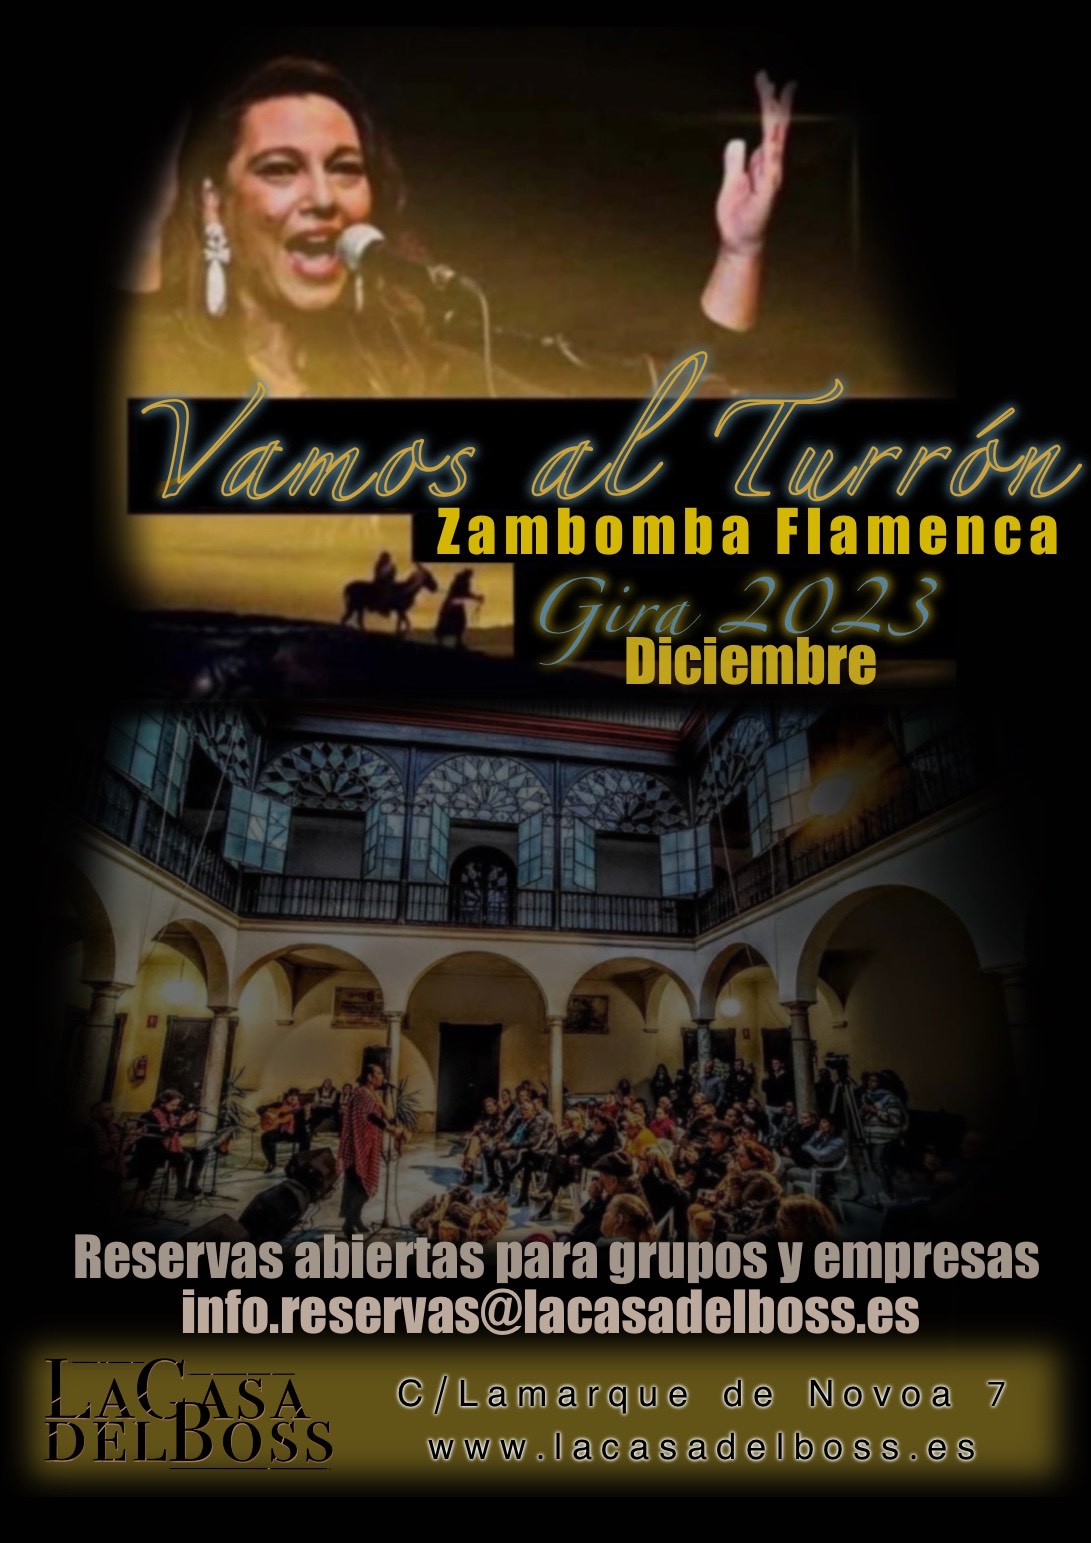 Vamos al Turrón
Zambomba Flamenca
Gira 2023
Diciembre
Reservas abiertas para grupos y empresas
info.reservas@lacasadelboss.es
LACASA
DELBOSS
C/Lamarque de Novoa 7
www.lacasadelboss.es